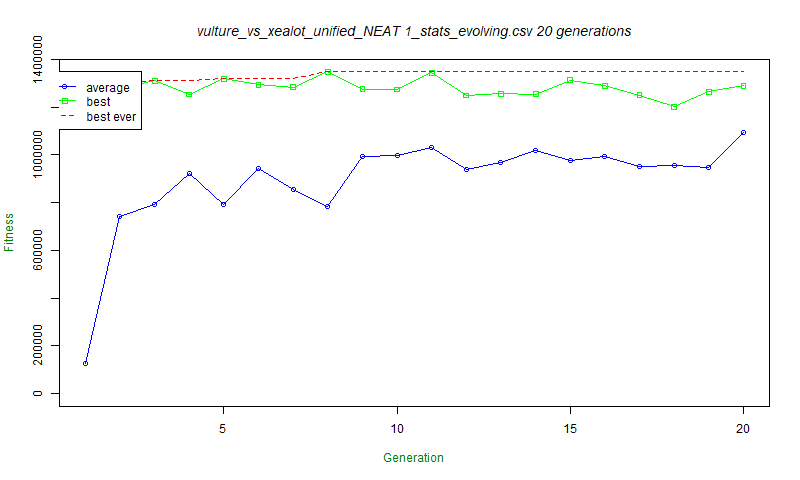 vulture_vs_xealot_unified_NEAT 1_stats_evolving.csv 20 generations
1400000
1000000
600000
200000
0
Fitness
average
best
best ever
5 10 15 20
Generation